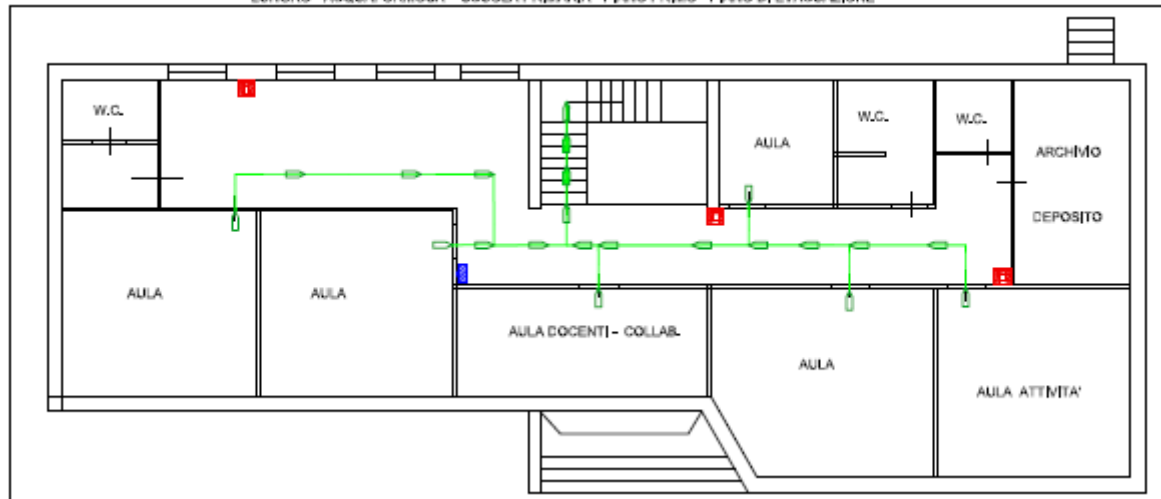 W.C.
AULA
W.C.
W.C.
ARCHIVIO
DEPOSITO
AULA
AULA
AULA DOCENTI - COLLAB.
AULA
AULA ATTIVITA'